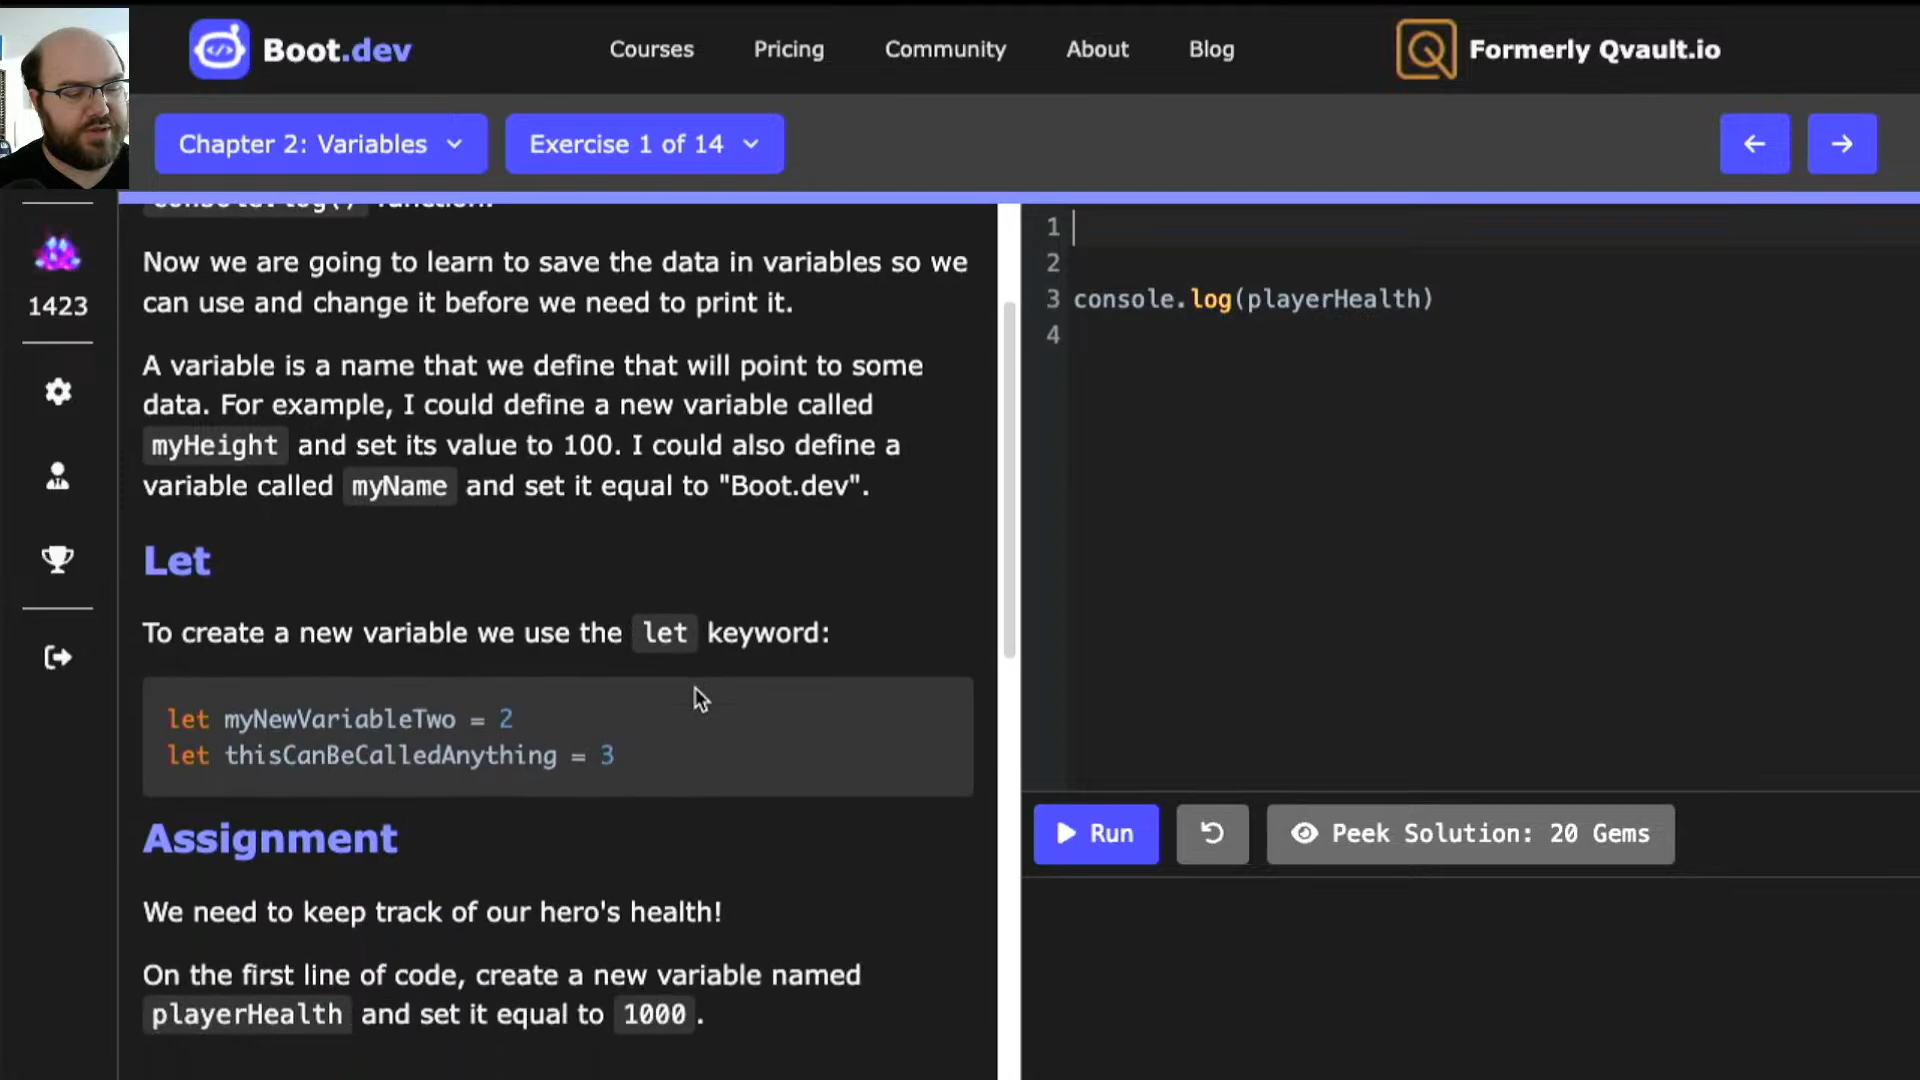 Boot.dev
Courses
Pricing
Community
About
Blog
Formerly Qvault.io
Chapter 2: Variables
Exercise 1 of 14
console.log() function.
1423
Now we are going to learn to save the data in variables so we
can use and change it before we need to print it.
A variable is a name that we define that will point to some
data. For example, I could define a new variable called
myHeight and set its value to 100. I could also define a
variable called myName and set it equal to "Boot.dev".
Let
To create a new variable we use the let keyword:
let myNewVariableTwo = 2
let thisCanBeCalledAnything = 3
Assignment
We need to keep track of our hero's health!
On the first line of code, create a new variable named
playerHealth and set it equal to 1000.
1
2
3 console.log(playerHealth)
4
Run
Peek Solution: 20 Gems